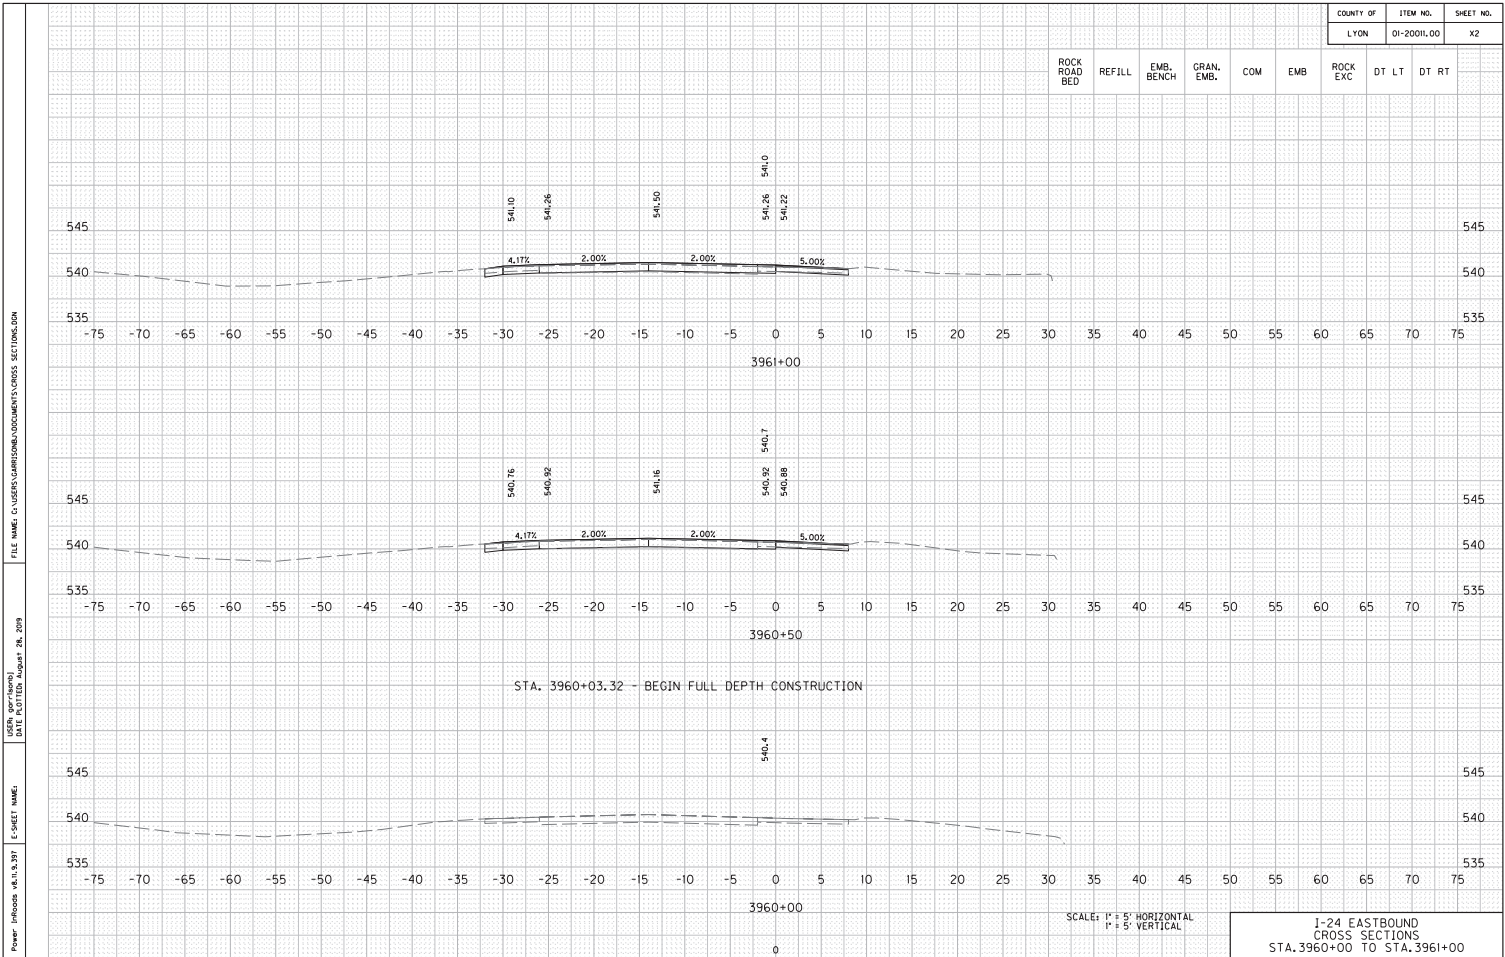 COUNTY OF ITEM NO. SHEET NO.
LYON 01-20011.00 X2
ROCK ROAD BED REFILL EMB. BENCH GRAN. EMB. COM EMB ROCK EXC DT LT DT RT
541.0
541.10 541.26 541.50 541.26 541.22
545 545
4.17% 2.00% 2.00% 5.00%
540 540
535 535
-75 -70 -65 -60 -55 -50 -45 -40 -35 -30 -25 -20 -15 -10 -5 0 5 10 15 20 25 30 35 40 45 50 55 60 65 70 75
3961+00
540.7
540.76 540.92 541.16 540.92 540.88
545 545
4.17% 2.00% 2.00% 5.00%
540 540
535 535
-75 -70 -65 -60 -55 -50 -45 -40 -35 -30 -25 -20 -15 -10 -5 0 5 10 15 20 25 30 35 40 45 50 55 60 65 70 75
3960+50
STA. 3960+03.32 - BEGIN FULL DEPTH CONSTRUCTION
540.4
545 545
540 540
535 535
-75 -70 -65 -60 -55 -50 -45 -40 -35 -30 -25 -20 -15 -10 -5 0 5 10 15 20 25 30 35 40 45 50 55 60 65 70 75
3960+00
0
SCALE: 1" = 5' HORIZONTAL
1" = 5' VERTICAL
I-24 EASTBOUND
CROSS SECTIONS
STA.3960+00 TO STA.3961+00
FILE NAME: C:\USERS\GARRISONBJ\DOCUMENTS\CROSS SECTIONS.DGN
USER: garrisonbj
DATE PLOTTED: August 28, 2019
E-SHEET NAME:
Power InRoads v8.11.9.397